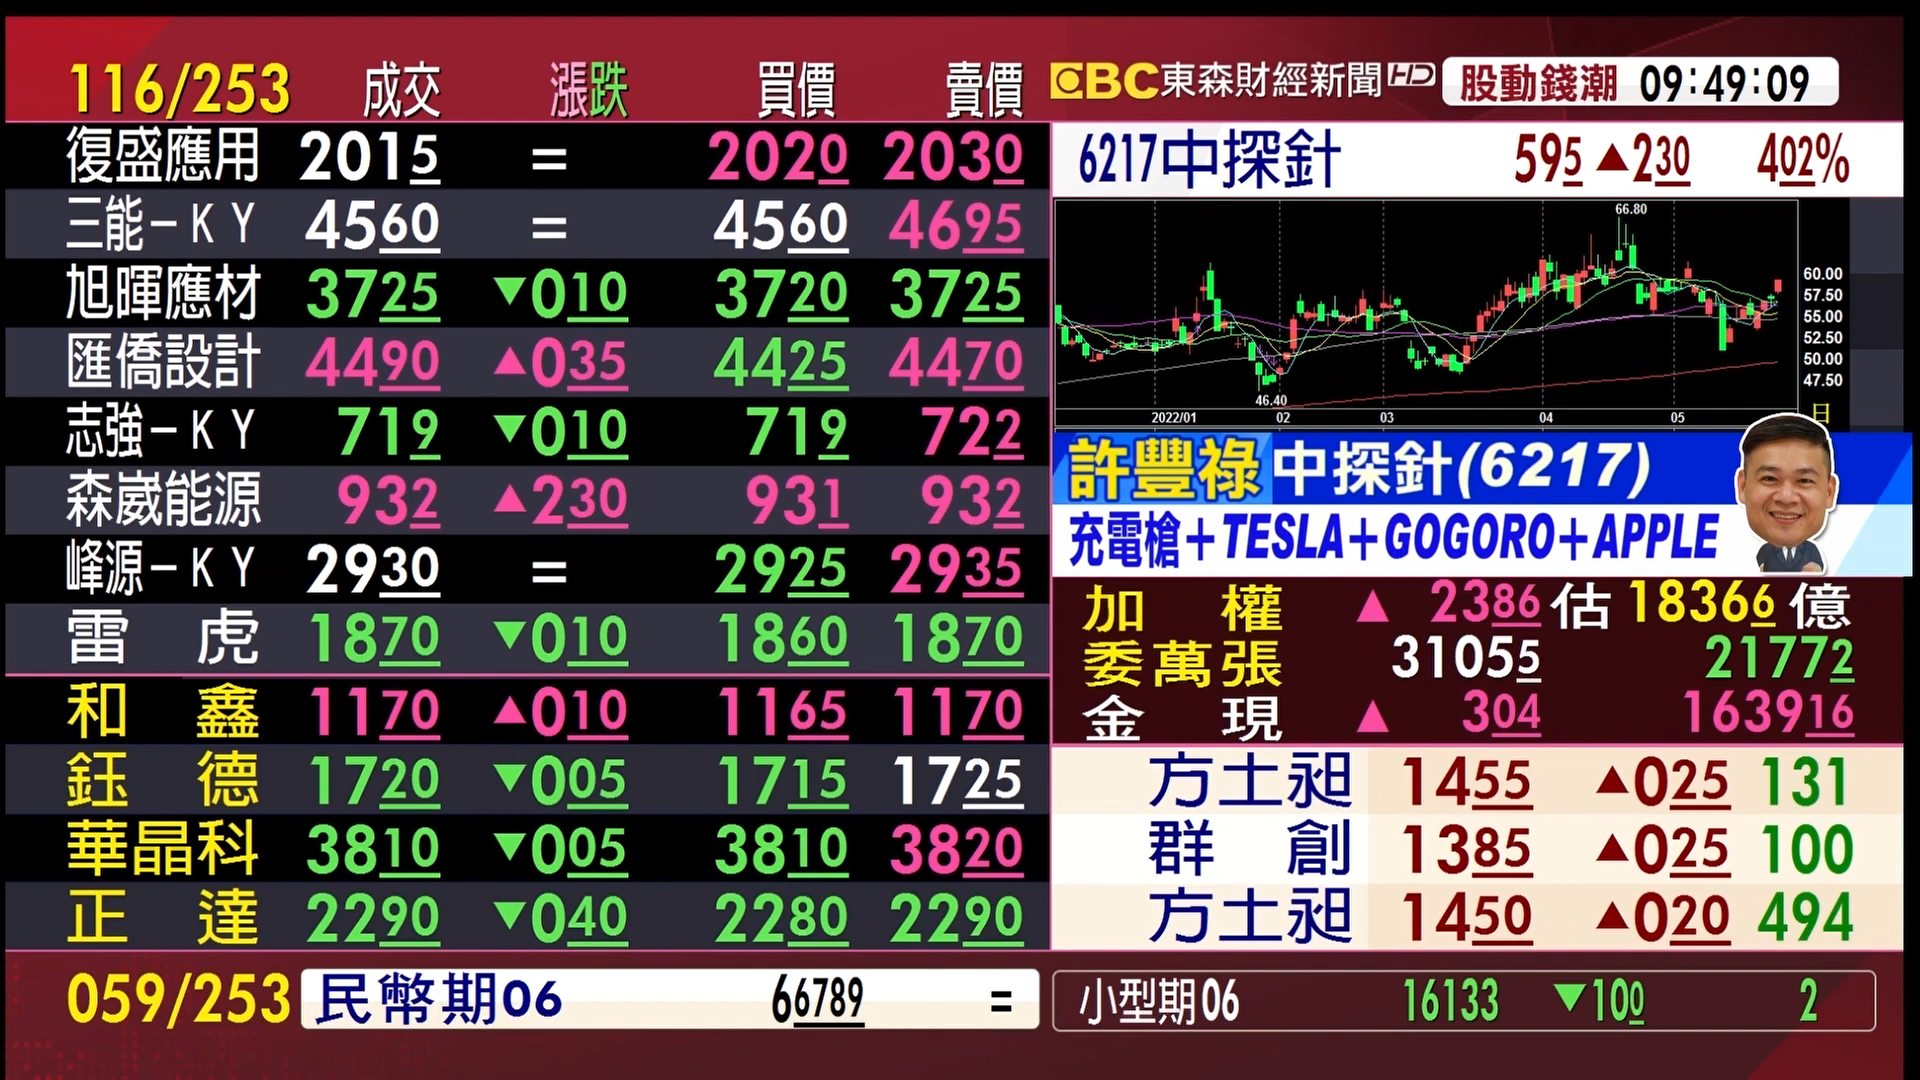 116/253 成交 漲跌 買價 賣價
復盛應用 2015 = 2020 2030
三能－KY 4560 = 4560 4695
旭暉應材 3725 ▼010 3720 3725
匯僑設計 4490 ▲035 4425 4470
志強－KY 719 ▼010 719 722
森崴能源 932 ▲230 931 932
峰源－KY 2930 = 2925 2935
雷虎 1870 ▼010 1860 1870
和鑫 1170 ▲010 1165 1170
鈺德 1720 ▼005 1715 1725
華晶科 3810 ▼005 3810 3820
正達 2290 ▼040 2280 2290
059/253 民幣期06 66789 =
EBC東森財經新聞HD 股動錢潮 09:49:09
6217中探針 595 ▲230 402%
66.80
60.00
57.50
55.00
52.50
50.00
47.50
46.40
2022/01 02 03 04 05 日
許豐祿 中探針(6217)
充電槍＋TESLA＋GOGORO＋APPLE
加權 ▲ 2386 估 18366 億
委萬張 31055 21772
金現 ▲ 304 163916
方土昶 1455 ▲025 131
群創 1385 ▲025 100
方土昶 1450 ▲020 494
小型期06 16133 ▼100 2